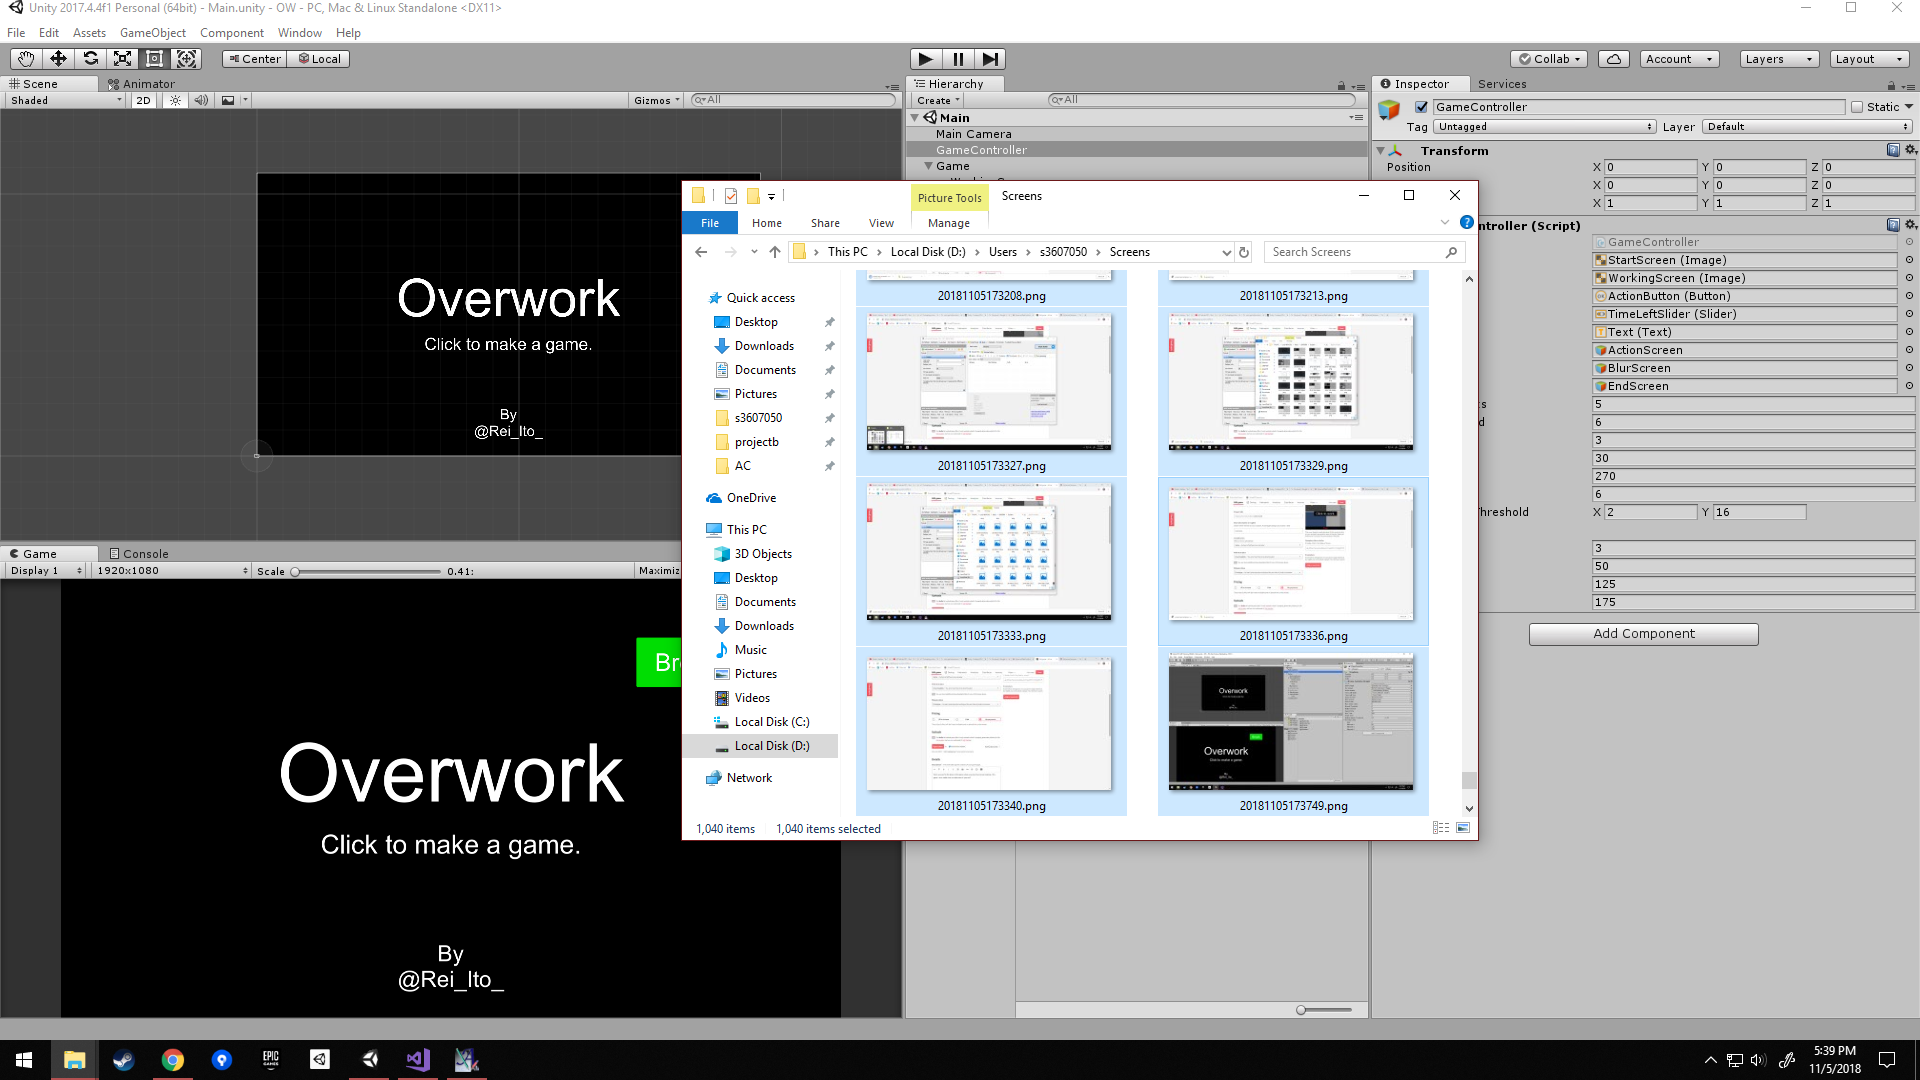 Unity 2017.4.4f1 Personal (64bit) - Main.unity - OW - PC, Mac & Linux Standalone <DX11>
File Edit Assets GameObject Component Window Help
Center Local
Collab Account Layers Layout
Scene Animator
Shaded 2D Gizmos All
Hierarchy
Create All
Main
Main Camera
GameController
Game
Inspector Services
GameController Static
Tag Untagged Layer Default
Transform
Position X 0 Y 0 Z 0
X 0 Y 0 Z 0
X 1 Y 1 Z 1
ntroller (Script)
GameController
StartScreen (Image)
WorkingScreen (Image)
ActionButton (Button)
TimeLeftSlider (Slider)
Text (Text)
ActionScreen
BlurScreen
EndScreen
5
6
3
30
270
6
hreshold X 2 Y 16
3
50
125
175
Add Component
Overwork
Click to make a game.
By
@Rei_Ito_
Game Console
Display 1 1920x1080 Scale 0.41: Maximiz
Br
Overwork
Click to make a game.
By
@Rei_Ito_
Picture Tools Screens
File Home Share View Manage
This PC Local Disk (D:) Users s3607050 Screens
Search Screens
Quick access
Desktop
Downloads
Documents
Pictures
s3607050
projectb
AC
OneDrive
This PC
3D Objects
Desktop
Documents
Downloads
Music
Pictures
Videos
Local Disk (C:)
Local Disk (D:)
Network
20181105173208.png 20181105173213.png
20181105173327.png 20181105173329.png
20181105173333.png 20181105173336.png
Overwork
Overwork
20181105173340.png 20181105173749.png
1,040 items 1,040 items selected
EPIC GAMES
5:39 PM
11/5/2018